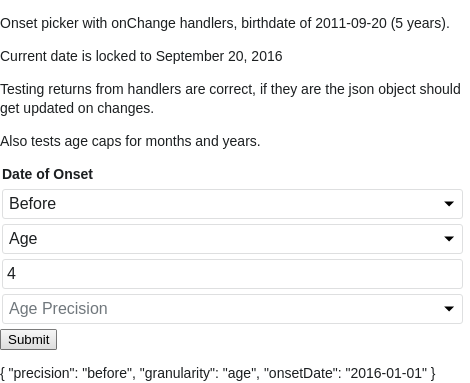 Onset picker with onChange handlers, birthdate of 2011-09-20 (5 years).
Current date is locked to September 20, 2016
Testing returns from handlers are correct, if they are the json object should
get updated on changes.
Also tests age caps for months and years.
Date of Onset
Before
Age
4
Age Precision
Submit
{ "precision": "before", "granularity": "age", "onsetDate": "2016-01-01" }